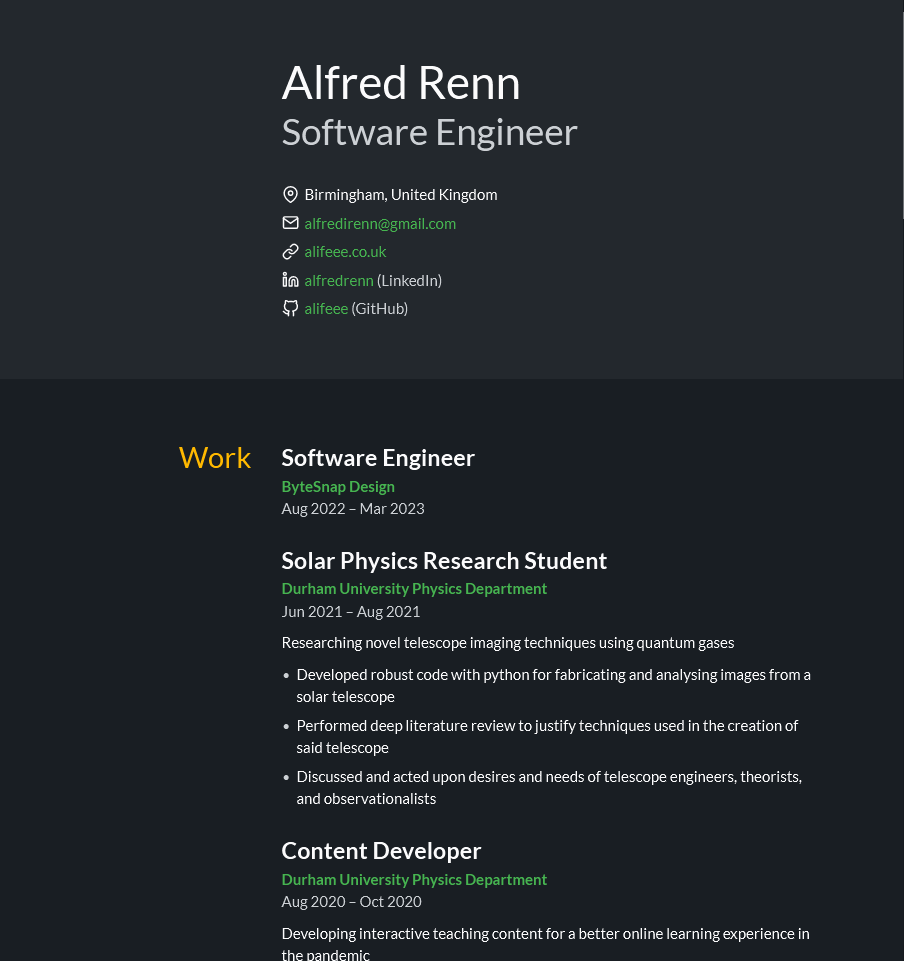 Alfred Renn
Software Engineer
Birmingham, United Kingdom
alfredirenn@gmail.com
alifeee.co.uk
alfredrenn (LinkedIn)
alifeee (GitHub)
Work
Software Engineer
ByteSnap Design
Aug 2022 – Mar 2023
Solar Physics Research Student
Durham University Physics Department
Jun 2021 – Aug 2021
Researching novel telescope imaging techniques using quantum gases
• Developed robust code with python for fabricating and analysing images from a
solar telescope
• Performed deep literature review to justify techniques used in the creation of
said telescope
• Discussed and acted upon desires and needs of telescope engineers, theorists,
and observationalists
Content Developer
Durham University Physics Department
Aug 2020 – Oct 2020
Developing interactive teaching content for a better online learning experience in
the pandemic